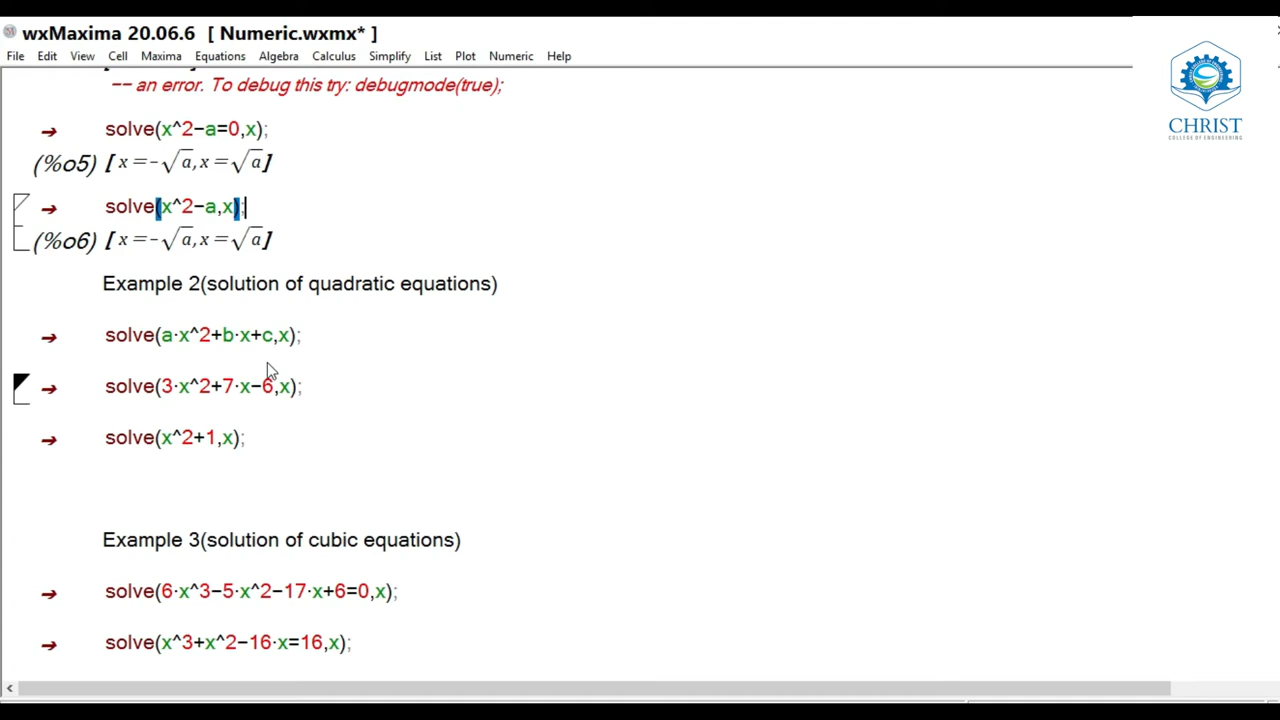 wxMaxima 20.06.6 [ Numeric.wxmx* ]
File Edit View Cell Maxima Equations Algebra Calculus Simplify List Plot Numeric Help
-- an error. To debug this try: debugmode(true);
→ solve(x^2−a=0,x);
(%o5) [x=−√a,x=√a]
→ solve(x^2−a,x);
(%o6) [x=−√a,x=√a]
Example 2(solution of quadratic equations)
→ solve(a·x^2+b·x+c,x);
→ solve(3·x^2+7·x−6,x);
→ solve(x^2+1,x);
Example 3(solution of cubic equations)
→ solve(6·x^3−5·x^2−17·x+6=0,x);
→ solve(x^3+x^2−16·x=16,x);
CHRIST
COLLEGE OF ENGINEERING